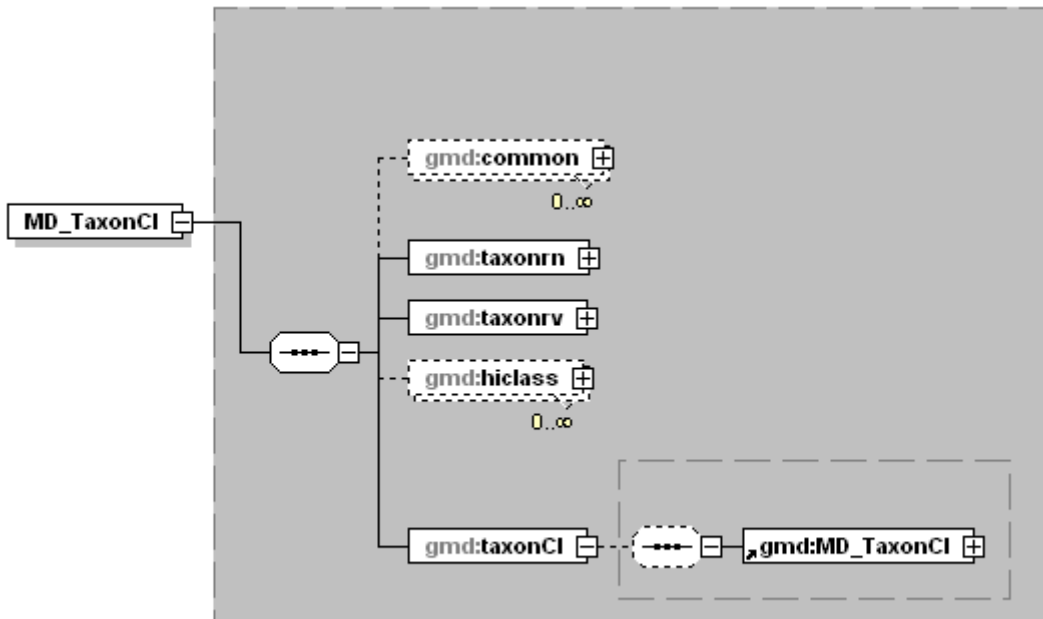 gmd:common
0..∞
MD_TaxonCl
gmd:taxonrn
gmd:taxonrv
gmd:hiclass
0..∞
gmd:taxonCl
gmd:MD_TaxonCl